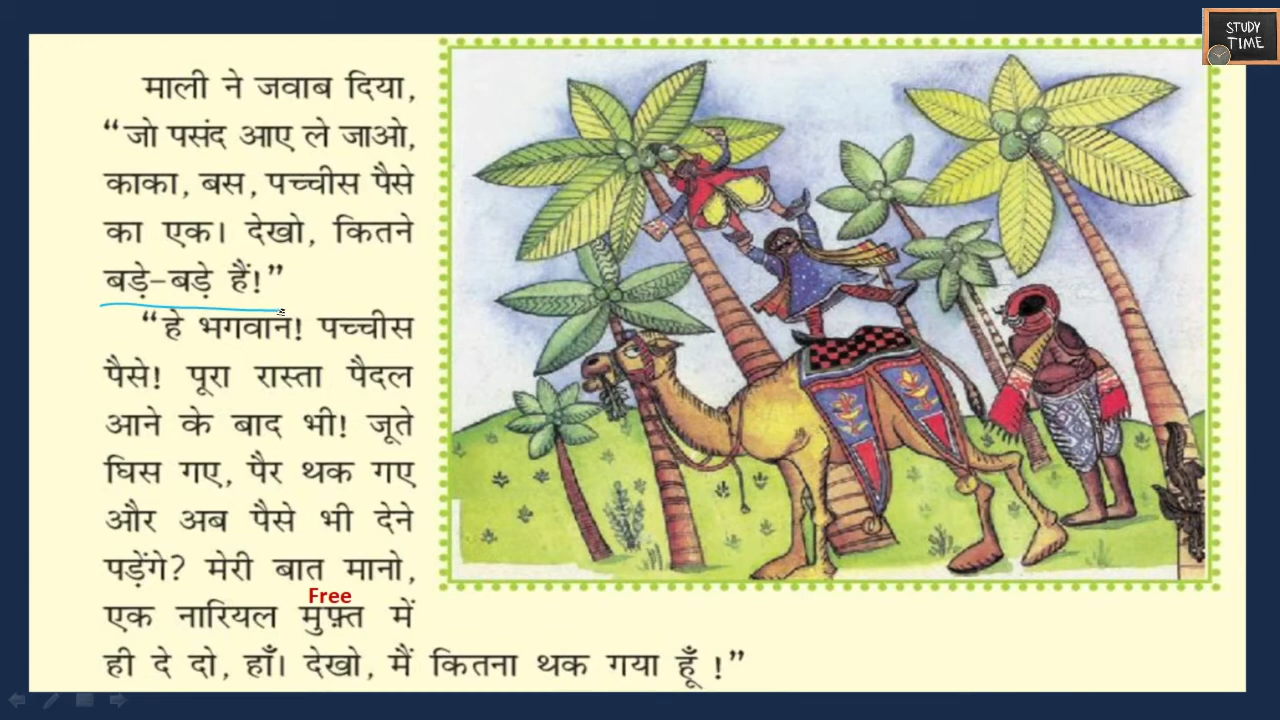 STUDY
TIME
माली ने जवाब दिया,
“जो पसंद आए ले जाओ,
काका, बस, पच्चीस पैसे
का एक। देखो, कितने
बड़े-बड़े हैं!”
“हे भगवान! पच्चीस
पैसे! पूरा रास्ता पैदल
आने के बाद भी! जूते
घिस गए, पैर थक गए
और अब पैसे भी देने
पड़ेंगे? मेरी बात मानो,
Free
एक नारियल मुफ़्त में
ही दे दो, हाँ। देखो, मैं कितना थक गया हूँ !”